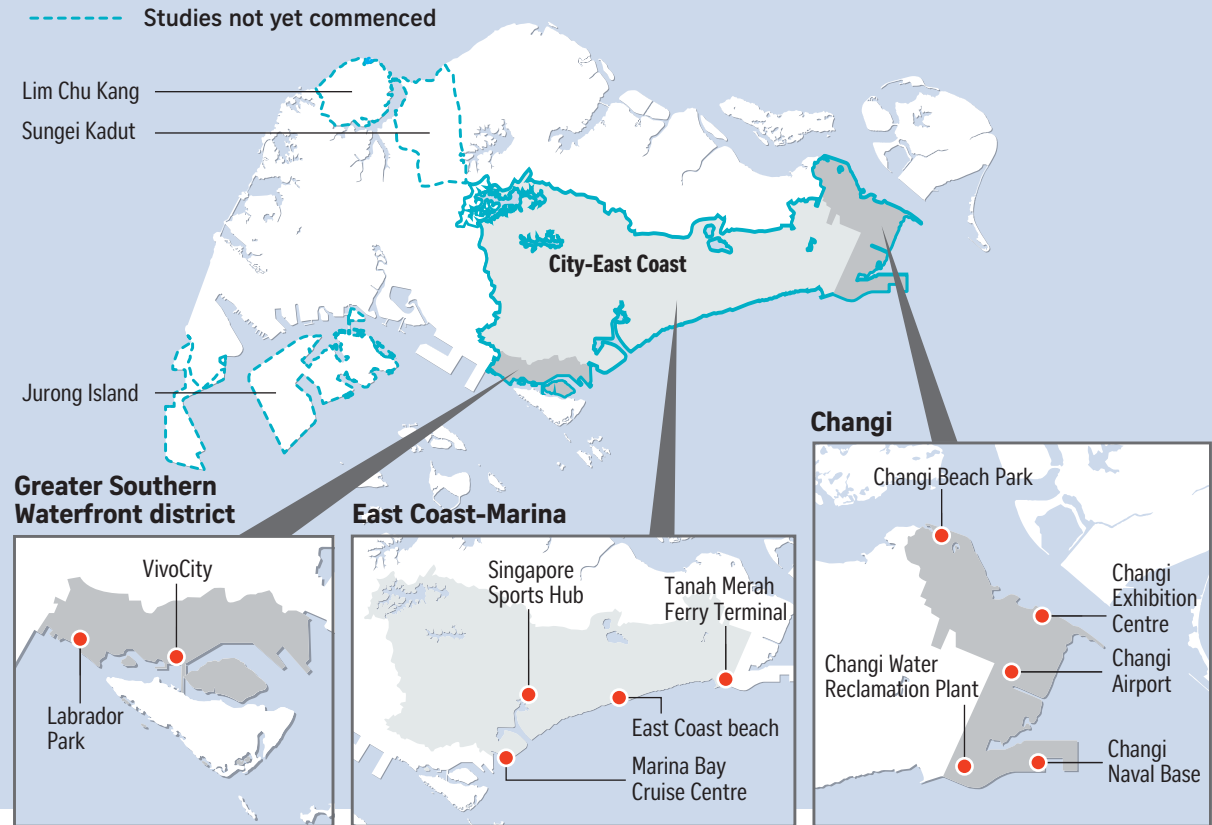 Studies not yet commenced
Lim Chu Kang
Sungei Kadut
City-East Coast
Jurong Island
Greater Southern
Waterfront district
VivoCity
Labrador
Park
East Coast-Marina
Singapore
Sports Hub
Tanah Merah
Ferry Terminal
East Coast beach
Marina Bay
Cruise Centre
Changi
Changi Beach Park
Changi
Exhibition
Centre
Changi
Airport
Changi Water
Reclamation Plant
Changi
Naval Base